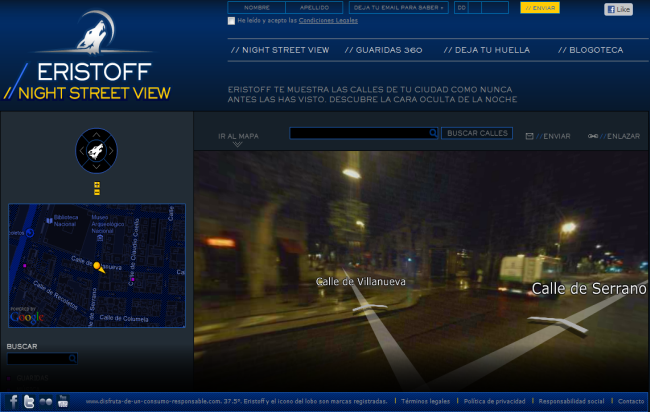 NOMBRE
APELLIDO
DEJA TU EMAIL PARA SABER +
DD
// ENVIAR
Like
He leído y acepto las Condiciones Legales
ERISTOFF
// NIGHT STREET VIEW
// NIGHT STREET VIEW
// GUARIDAS 360
// DEJA TU HUELLA
// BLOGOTECA
ERISTOFF TE MUESTRA LAS CALLES DE TU CIUDAD COMO NUNCA
ANTES LAS HAS VISTO. DESCUBRE LA CARA OCULTA DE LA NOCHE
IR AL MAPA
BUSCAR CALLES
//ENVIAR
//ENLAZAR
Biblioteca
Nacional
Museo
Arqueológico
Nacional
Calle
Calle de Claudio Coello
Calle de Recoletos
de Serrano
Calle de Columela
POWERED BY
Google
Calle de Villanueva
Calle de Serrano
BUSCAR
www.disfruta-de-un-consumo-responsable.com. 37.5º. Eristoff y el icono del lobo son marcas registradas.
| Términos legales
| Política de privacidad
| Responsabilidad social
| Contacto